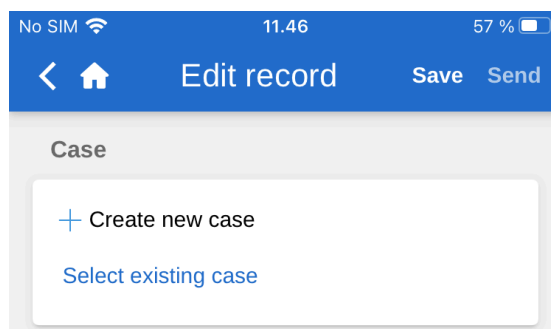 No SIM 11.46 57 %
Edit record Save Send
Case
Create new case
Select existing case